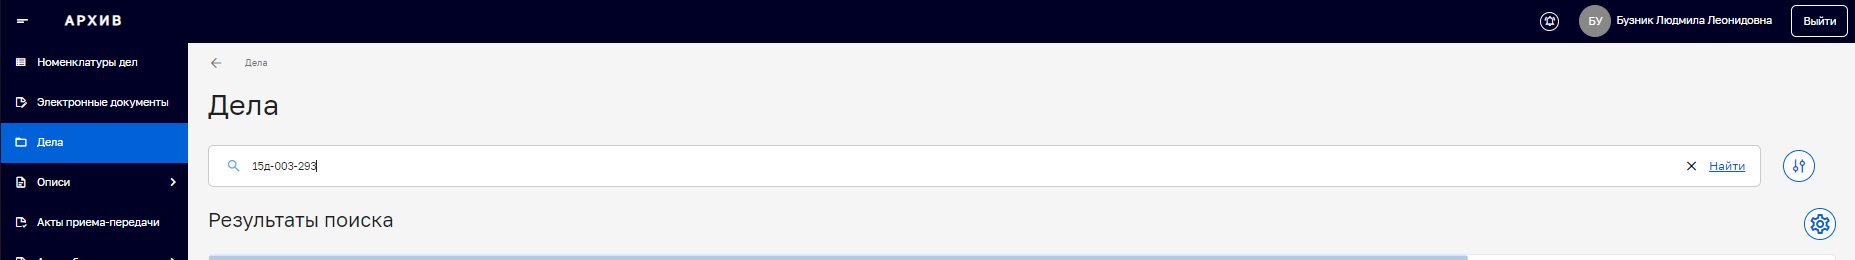 АРХИВ
БУ Бузник Людмила Леонидовна Выйти
Номенклатуры дел
Электронные документы
Дела
Описи
Акты приема-передачи
Дела
Дела
15д-003-293 Найти
Результаты поиска